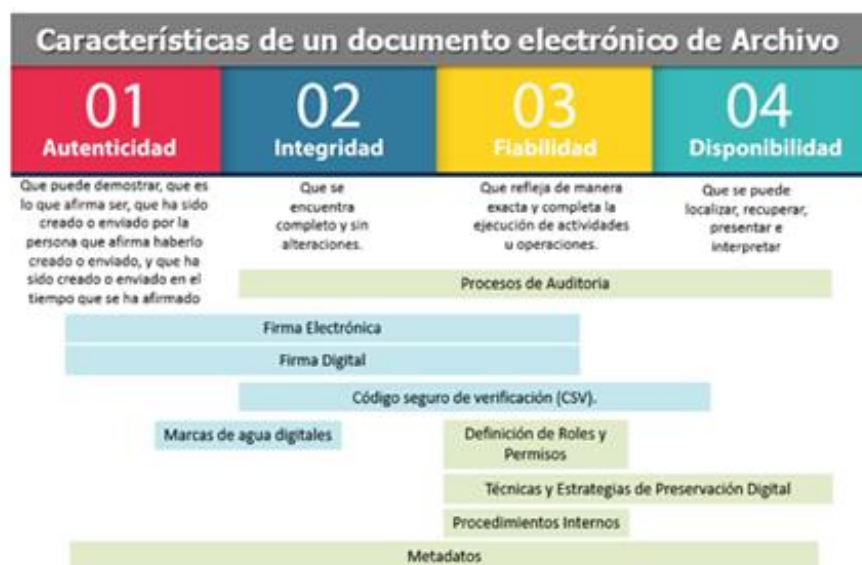 Características de un documento electrónico de Archivo
01
Autenticidad
02
Integridad
03
Fiabilidad
04
Disponibilidad
Que puede demostrar, que es
lo que afirma ser, que ha sido
creado o enviado por la
persona que afirma haberlo
creado o enviado, y que ha
sido creado o enviado en el
tiempo que se ha afirmado
Que se
encuentra
completo y sin
alteraciones.
Que refleja de manera
exacta y completa la
ejecución de actividades
u operaciones.
Que se puede
localizar, recuperar,
presentar e
interpretar
Procesos de Auditoria
Firma Electrónica
Firma Digital
Código seguro de verificación (CSV).
Marcas de agua digitales
Definición de Roles y
Permisos
Técnicas y Estrategias de Preservación Digital
Procedimientos Internos
Metadatos